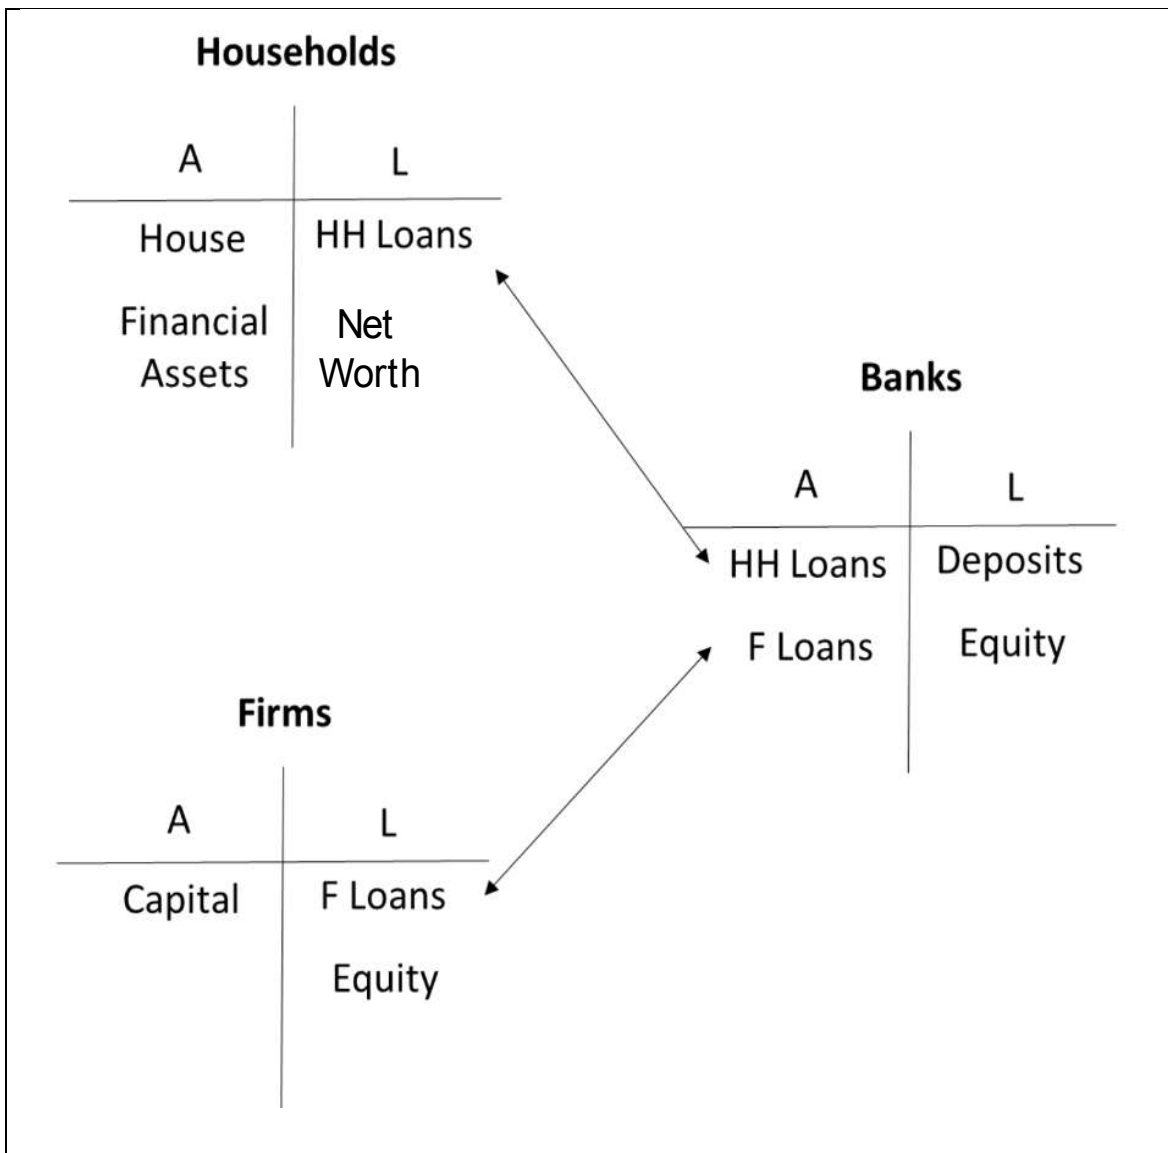 Households
A
L
House
HH Loans
Financial
Assets
Net
Worth
Banks
A
L
HH Loans
Deposits
F Loans
Equity
Firms
A
L
Capital
F Loans
Equity